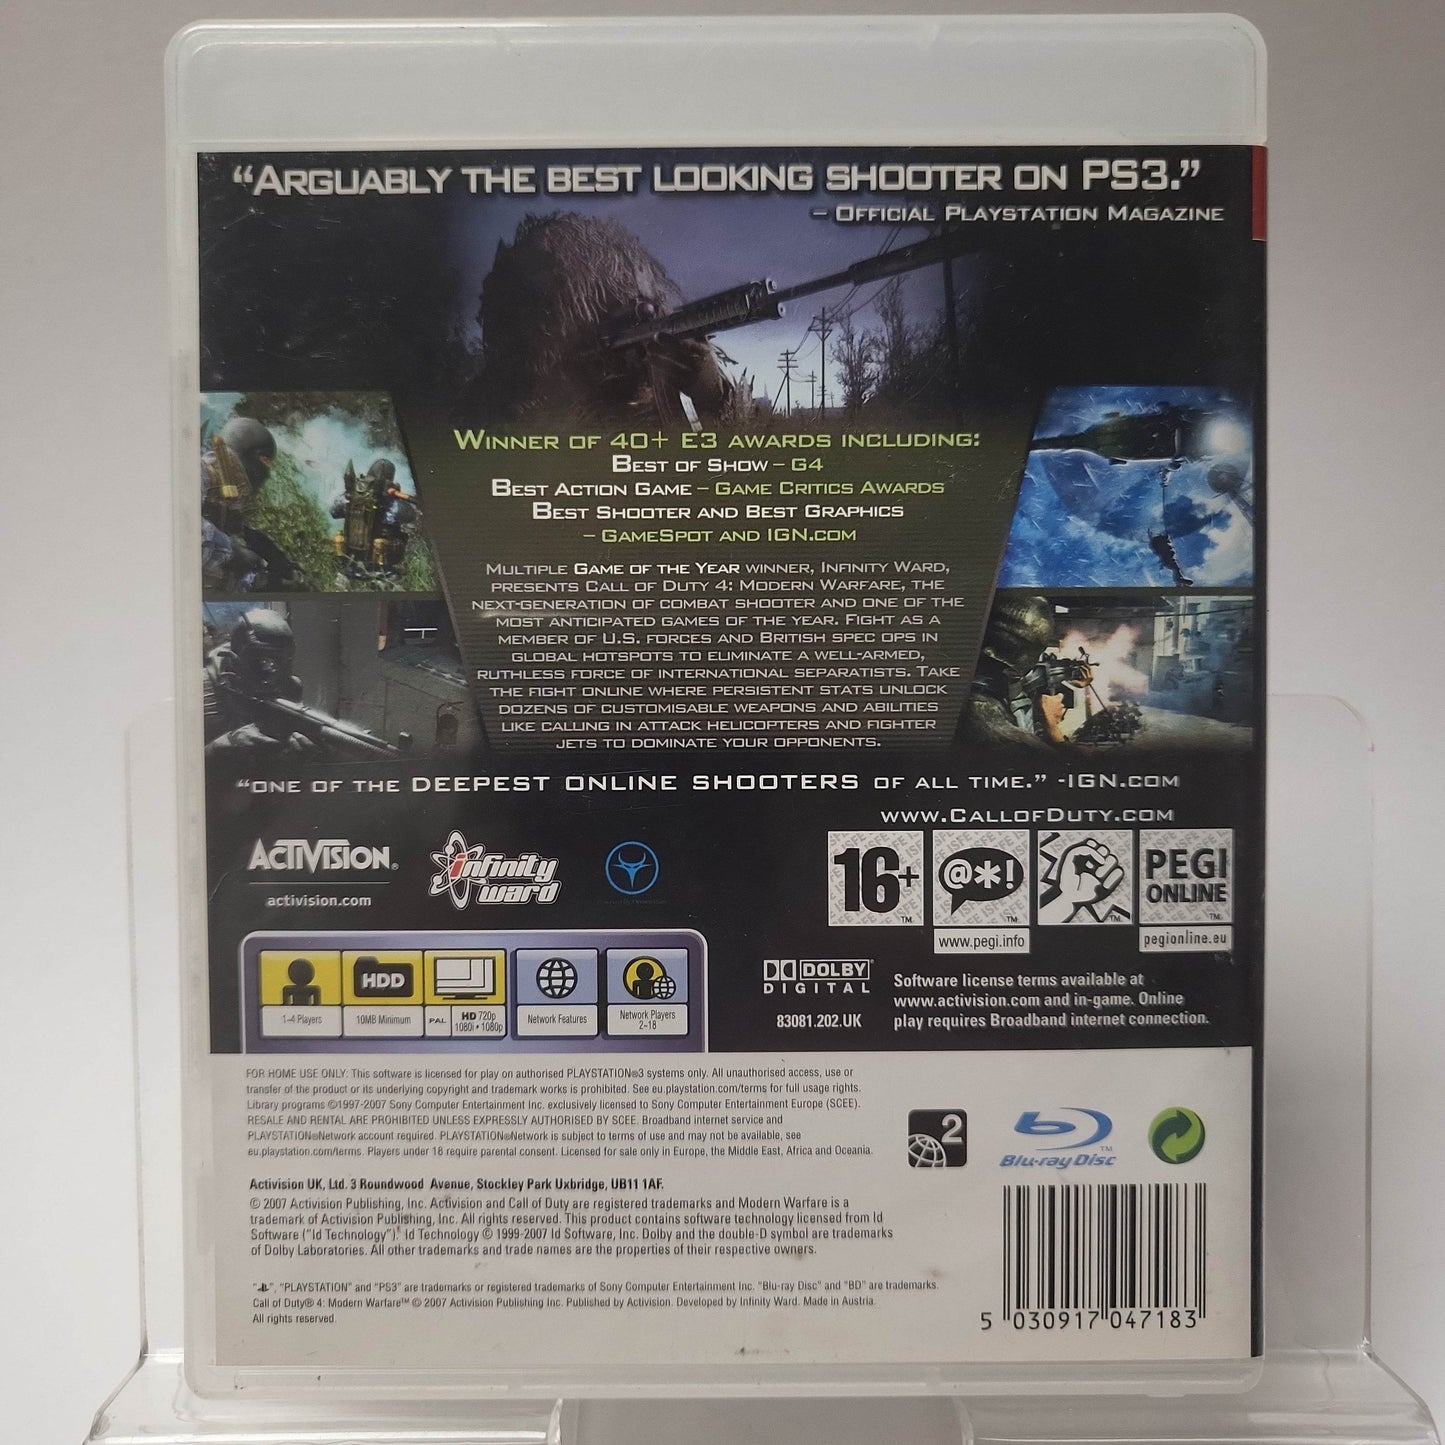 “Arguably the best looking shooter on PS3.”
– Official Playstation Magazine
Winner of 40+ E3 awards including:
Best of Show – G4
Best Action Game – Game Critics Awards
Best Shooter and Best Graphics
– GameSpot and IGN.com
Multiple Game of the Year winner, Infinity Ward,
presents Call of Duty 4: Modern Warfare, the
next-generation of combat shooter and one of the
most anticipated games of the year. Fight as a
member of U.S. forces and British spec ops in
global hotspots to eliminate a well-armed,
ruthless force of international separatists. Take
the fight online where persistent stats unlock
dozens of customisable weapons and abilities
like calling in attack helicopters and fighter
jets to dominate your opponents.
“One of the deepest online shooters of all time.” -IGN.com
www.CallofDuty.com
ACTIVISION®
activision.com
infinity
ward
16+ TM
@*! TM
TM
PEGI
ONLINE
TM
www.pegi.info
pegionline.eu
HDD
1–4 Players
10MB Minimum
PAL
HD 720p
1080i • 1080p
Network Features
Network Players
2–18
DOLBY®
DIGITAL
83081.202.UK
Software license terms available at
www.activision.com and in-game. Online
play requires Broadband internet connection.
FOR HOME USE ONLY: This software is licensed for play on authorised PLAYSTATION®3 systems only. All unauthorised access, use or
transfer of the product or its underlying copyright and trademark works is prohibited. See eu.playstation.com/terms for full usage rights.
Library programs ©1997-2007 Sony Computer Entertainment Inc. exclusively licensed to Sony Computer Entertainment Europe (SCEE).
RESALE AND RENTAL ARE PROHIBITED UNLESS EXPRESSLY AUTHORISED BY SCEE. Broadband internet service and
PLAYSTATION®Network account required. PLAYSTATION®Network is subject to terms of use and may not be available, see
eu.playstation.com/terms. Players under 18 require parental consent. Licensed for sale only in Europe, the Middle East, Africa and Oceania.
2
Blu-ray Disc TM
Activision UK, Ltd. 3 Roundwood Avenue, Stockley Park Uxbridge, UB11 1AF.
© 2007 Activision Publishing, Inc. Activision and Call of Duty are registered trademarks and Modern Warfare is a
trademark of Activision Publishing, Inc. All rights reserved. This product contains software technology licensed from Id
Software ("Id Technology"). Id Technology © 1999-2007 Id Software, Inc. Dolby and the double-D symbol are trademarks
of Dolby Laboratories. All other trademarks and trade names are the properties of their respective owners.
" ", "PLAYSTATION" and "PS3" are trademarks or registered trademarks of Sony Computer Entertainment Inc. "Blu-ray Disc" and "BD" are trademarks.
Call of Duty® 4: Modern Warfare™ © 2007 Activision Publishing Inc. Published by Activision. Developed by Infinity Ward. Made in Austria.
All rights reserved.
5 030917 047183